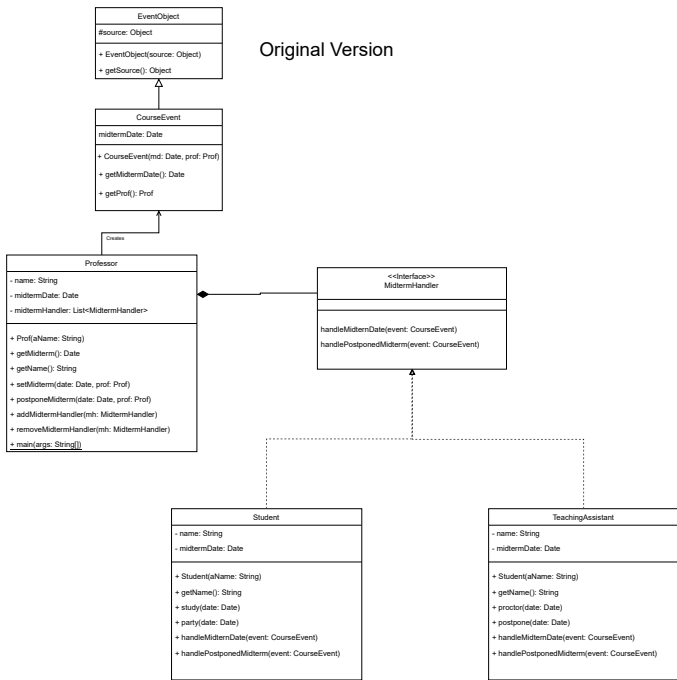 EventObject
#source: Object
+ EventObject(source: Object)
+ getSource(): Object
Original Version
CourseEvent
midtermDate: Date
+ CourseEvent(md: Date, prof: Prof)
+ getMidtermDate(): Date
+ getProf(): Prof
Creates
Professor
- name: String
- midtermDate: Date
- midtermHandler: List<MidtermHandler>
+ Prof(aName: String)
+ getMidterm(): Date
+ getName(): String
+ setMidterm(date: Date, prof: Prof)
+ postponeMidterm(date: Date, prof: Prof)
+ addMidtermHandler(mh: MidtermHandler)
+ removeMidtermHandler(mh: MidtermHandler)
+ main(args: String[])
<<Interface>>
MidtermHandler
handleMidternDate(event: CourseEvent)
handlePostponedMidterm(event: CourseEvent)
Student
- name: String
- midtermDate: Date
+ Student(aName: String)
+ getName(): String
+ study(date: Date)
+ party(date: Date)
+ handleMidternDate(event: CourseEvent)
+ handlePostponedMidterm(event: CourseEvent)
TeachingAssistant
- name: String
- midtermDate: Date
+ Student(aName: String)
+ getName(): String
+ proctor(date: Date)
+ postpone(date: Date)
+ handleMidternDate(event: CourseEvent)
+ handlePostponedMidterm(event: CourseEvent)